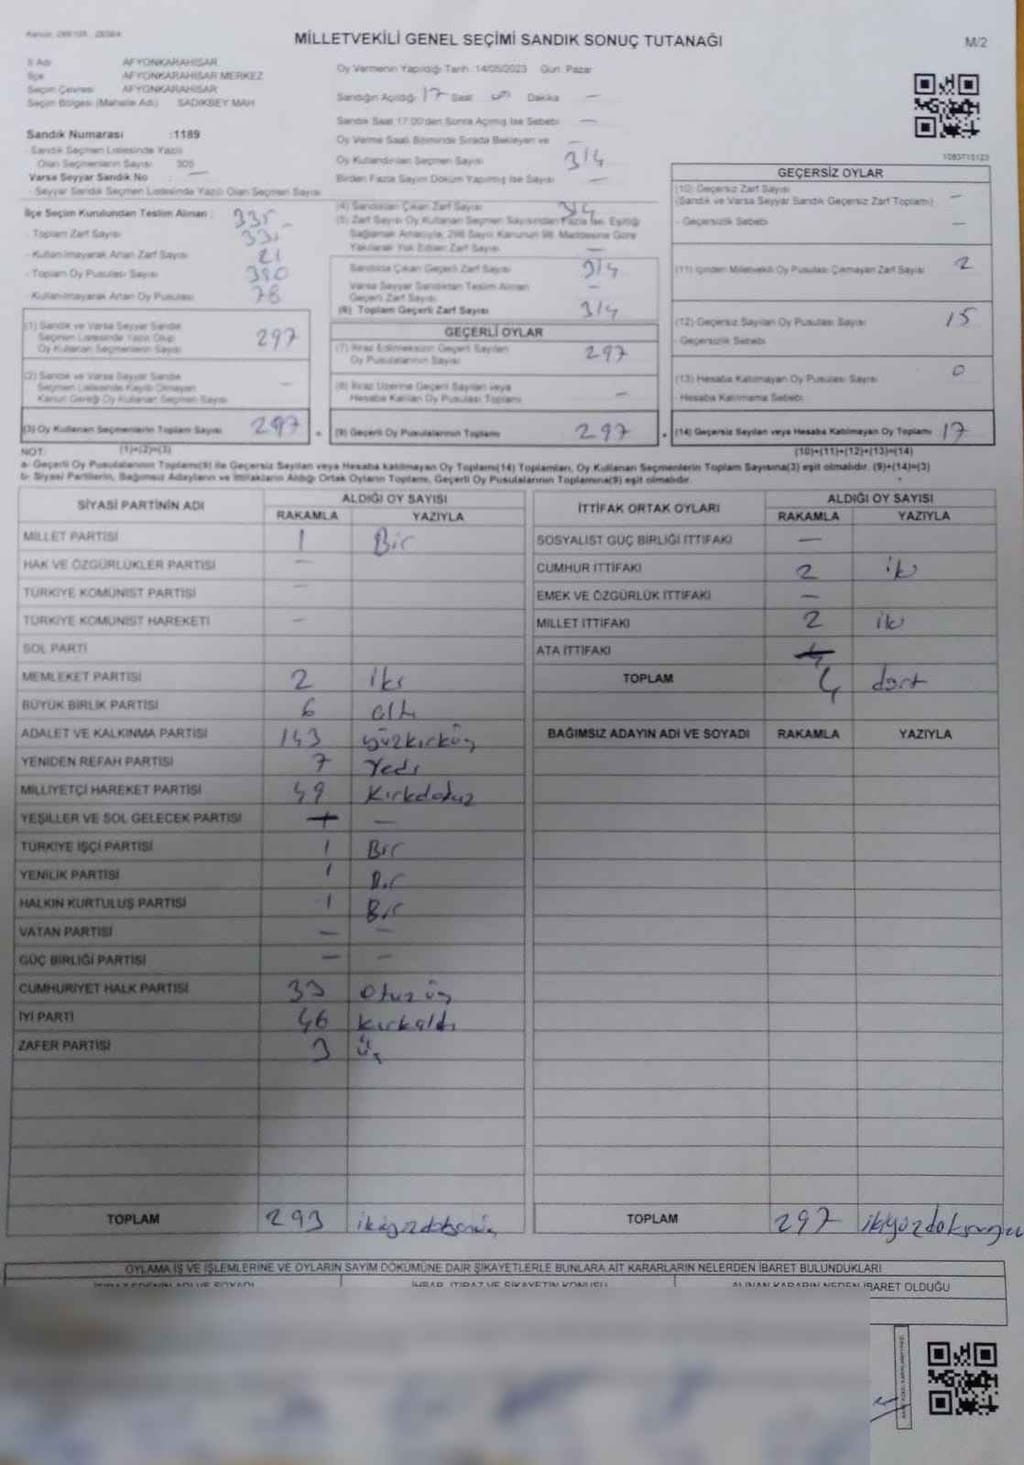 MİLLETVEKİLİ GENEL SEÇİMİ SANDIK SONUÇ TUTANAĞI
M/2
İl Adı AFYONKARAHİSAR
İlçe AFYONKARAHİSAR MERKEZ
Seçim Çevresi AFYONKARAHİSAR
Seçim Bölgesi (Mahalle Adı) SADIKBEY MAH
Sandık Numarası :1189
Sandık Seçmen Listesinde Yazılı
Olan Seçmenlerin Sayısı 305
Varsa Seyyar Sandık No : —
- Seyyar Sandık Seçmen Listesinde Yazılı Olan Seçmen Sayısı
Oy Vermenin Yapıldığı Tarih :14/05/2023 Gün: Pazar
Sandığın Açıldığı 17 Saat Dakika —
Sandık Saat 17:00'den Sonra Açılmış İse Sebebi —
Oy Verme Saati Bitiminde Sırada Bekleyen ve
Oy Kullandırılan Seçmen Sayısı 314
Birden Fazla Sayım Döküm Yapılmış İse Sayısı —
1083715123
İlçe Seçim Kurulundan Teslim Alınan : 335
- Toplam Zarf Sayısı 335
- Kullanılmayarak Artan Zarf Sayısı 21
- Toplam Oy Pusulası Sayısı 390
- Kullanılmayarak Artan Oy Pusulası 78
(4) Sandıktan Çıkan Zarf Sayısı 314
(5) Zarf Sayısı Oy Kullanan Seçmen Sayısından Fazla İse, Eşitliği
Sağlamak Amacıyla, 298 Sayılı Kanunun 98. Maddesine Göre
Yakılarak Yok Edilen Zarf Sayısı —
Sandıkta Çıkan Geçerli Zarf Sayısı 314
Varsa Seyyar Sandıktan Teslim Alınan
Geçerli Zarf Sayısı —
(6) Toplam Geçerli Zarf Sayısı 314
GEÇERSİZ OYLAR
(10) Geçersiz Zarf Sayısı
(Sandık ve Varsa Seyyar Sandık Geçersiz Zarf Toplamı) —
- Geçersizlik Sebebi —
(11) İçinden Milletvekili Oy Pusulası Çıkmayan Zarf Sayısı 2
(12) Geçersiz Sayılan Oy Pusulası Sayısı 15
Geçersizlik Sebebi
(13) Hesaba Katılmayan Oy Pusulası Sayısı 0
Hesaba Katılmama Sebebi
(14) Geçersiz Sayılan veya Hesaba Katılmayan Oy Toplamı 17
(10)+(11)+(12)+(13)=(14)
(1) Sandık ve Varsa Seyyar Sandık
Seçmen Listesinde Yazılı Olup
Oy Kullanan Seçmenlerin Sayısı 297
(2) Sandık ve Varsa Seyyar Sandık
Seçmen Listesinde Kayıtlı Olmayan
Kanun Gereği Oy Kullanan Seçmen Sayısı —
(3) Oy Kullanan Seçmenlerin Toplam Sayısı 297
(1)+(2)=(3)
GEÇERLİ OYLAR
(7) İtiraz Edilmeksizin Geçerli Sayılan
Oy Pusulalarının Sayısı 297
(8) İtiraz Üzerine Geçerli Sayılan veya
Hesaba Katılan Oy Pusulası Toplamı —
(9) Geçerli Oy Pusulalarının Toplamı 297
NOT:
a- Geçerli Oy Pusulalarının Toplamı(9) ile Geçersiz Sayılan veya Hesaba katılmayan Oy Toplamı(14) Toplamları, Oy Kullanan Seçmenlerin Toplam Sayısına(3) eşit olmalıdır. (9)+(14)=(3)
b- Siyasi Partilerin, Bağımsız Adayların ve İttifakların Aldığı Ortak Oyların Toplamı, Geçerli Oy Pusulalarının Toplamına(9) eşit olmalıdır.
SİYASİ PARTİNİN ADI ALDIĞI OY SAYISI
RAKAMLA YAZIYLA
MİLLET PARTİSİ 1 Bir
HAK VE ÖZGÜRLÜKLER PARTİSİ —
TÜRKİYE KOMÜNİST PARTİSİ —
TÜRKİYE KOMÜNİST HAREKETİ —
SOL PARTİ
MEMLEKET PARTİSİ 2 iki
BÜYÜK BİRLİK PARTİSİ 6 altı
ADALET VE KALKINMA PARTİSİ 143 yüzkırküç
YENİDEN REFAH PARTİSİ 7 Yedi
MİLLİYETÇİ HAREKET PARTİSİ 49 Kırkdokuz
YEŞİLLER VE SOL GELECEK PARTİSİ — —
TÜRKİYE İŞÇİ PARTİSİ 1 Bir
YENİLİK PARTİSİ 1 Bir
HALKIN KURTULUŞ PARTİSİ 1 Bir
VATAN PARTİSİ — —
GÜÇ BİRLİĞİ PARTİSİ — —
CUMHURİYET HALK PARTİSİ 33 Otuz üç
İYİ PARTİ 46 kırkaltı
ZAFER PARTİSİ 3 üç
TOPLAM 293 ikiyüzdoksanüç
İTTİFAK ORTAK OYLARI ALDIĞI OY SAYISI
RAKAMLA YAZIYLA
SOSYALİST GÜÇ BİRLİĞİ İTTİFAKI —
CUMHUR İTTİFAKI 2 iki
EMEK VE ÖZGÜRLÜK İTTİFAKI —
MİLLET İTTİFAKI 2 iki
ATA İTTİFAKI —
TOPLAM 4 dört
BAĞIMSIZ ADAYIN ADI VE SOYADI RAKAMLA YAZIYLA
TOPLAM 297 ikiyüzdoksanyedi
OYLAMA İŞ VE İŞLEMLERİNE VE OYLARIN SAYIM DÖKÜMÜNE DAİR ŞİKAYETLERLE BUNLARA AİT KARARLARIN NELERDEN İBARET BULUNDUKLARI
İTİRAZ EDENİN ADI VE SOYADI İHBAR, İTİRAZ VE ŞİKAYETİN KONUSU ALINAN KARARIN NEDEN İBARET OLDUĞU